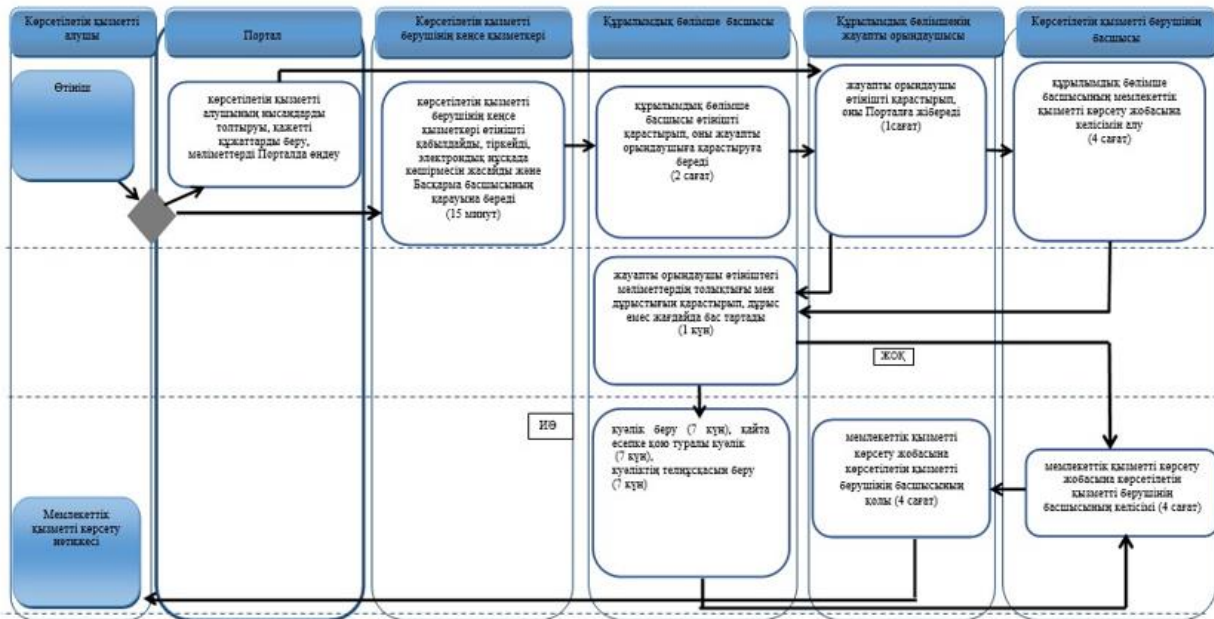 Көрсетілетін қызметті
алушы
Портал
Көрсетілетін қызметті
берушінің кеңсе қызметкері
Құрылымдық бөлімше басшысы
Құрылымдық бөлімшенің
жауапты орындаушысы
Көрсетілетін қызметті берушінің
басшысы
Өтініш
көрсетілетін қызметті
алушының нысандарды
толтыруы, қажетті
құжаттарды беру,
мәліметтерді Порталда өңдеу
көрсетілетін қызметті
берушінің кеңсе
қызметкері өтінішті
қабылдайды, тіркейді,
электрондық нұсқада
көшірмесін жасайды және
Басқарма басшысының
қарауына береді
(15 минут)
құрылымдық бөлімше
басшысы өтінішті
қарастырып, оны жауапты
орындаушыға қарастыруға
береді
(2 сағат)
жауапты орындаушы
өтінішті қарастырып,
оны Порталға жібереді
(1сағат)
құрылымдық бөлімше
басшысының мемлекеттік
қызметті көрсету жобасына
келісімін алу
(4 сағат)
жауапты орындаушы өтініштегі
мәліметтердің толықтығы мен
дұрыстығын қарастырып, дұрыс
емес жағдайда бас тартады
(1 күн)
ЖОҚ
ИӘ
куәлік беру (7 күн), қайта
есепке қою туралы куәлік
(7 күн),
куәліктің телнұсқасын беру
(7 күн)
мемлекеттік қызметті
көрсету жобасына
көрсетілетін қызметті
берушінің басшысының
қолы (4 сағат)
мемлекеттік қызметті көрсету
жобасына көрсетілетін
қызметті берушінің
басшысының келісімі (4 сағат)
Мемлекеттік
қызметті көрсету
нәтижесі